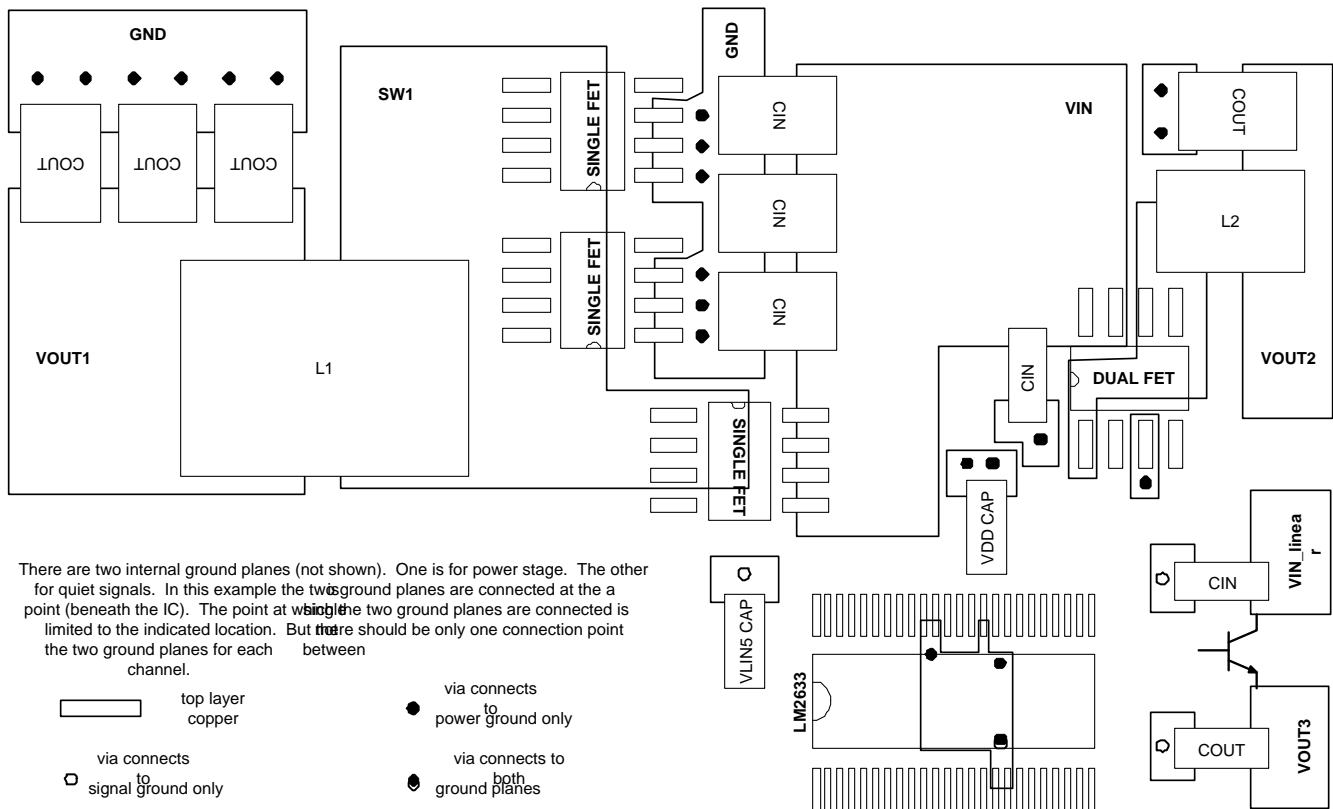 GND
SW1
GND
VIN
COUT
COUT
COUT
COUT
SINGLE FET
CIN
CIN
CIN
L2
SINGLE FET
VOUT1
L1
CIN
DUAL FET
VOUT2
SINGLE FET
VDD CAP
VIN_linea
r
CIN
There are two internal ground planes (not shown). One is for power stage. The other
is
for quiet signals. In this example the two ground planes are connected at the a
single
point (beneath the IC). The point at which the two ground planes are connected is
not
limited to the indicated location. But there should be only one connection point
between
the two ground planes for each
channel.
VLIN5 CAP
LM2633
COUT
VOUT3
top layer
copper
via connects
to
power ground only
via connects
to
signal ground only
via connects to
both
ground planes